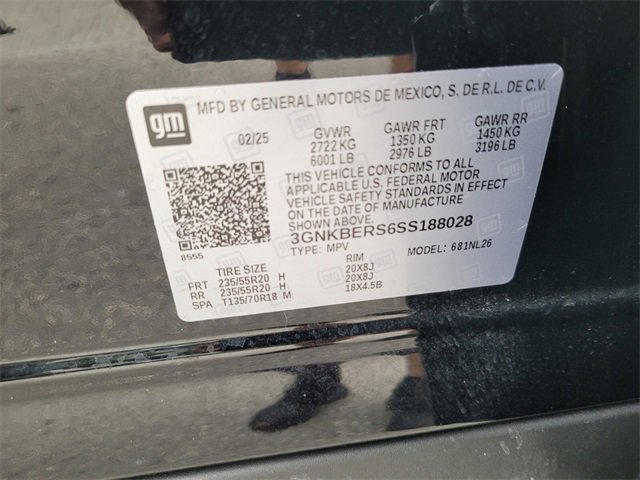 gm
MFD BY GENERAL MOTORS DE MEXICO, S. DE R.L. DE C.V.
02/25 GVWR GAWR FRT GAWR RR
2722 KG 1350 KG 1450 KG
6001 LB 2976 LB 3196 LB
THIS VEHICLE CONFORMS TO ALL
APPLICABLE U.S. FEDERAL MOTOR
VEHICLE SAFETY STANDARDS IN EFFECT
ON THE DATE OF MANUFACTURE
SHOWN ABOVE.
3GNKBERS6SS188028
8555 TYPE: MPV MODEL: 681NL26
TIRE SIZE RIM
FRT 235/55R20 H 20X8J
RR 235/55R20 H 20X8J
SPA T135/70R18 M 18X4.5B